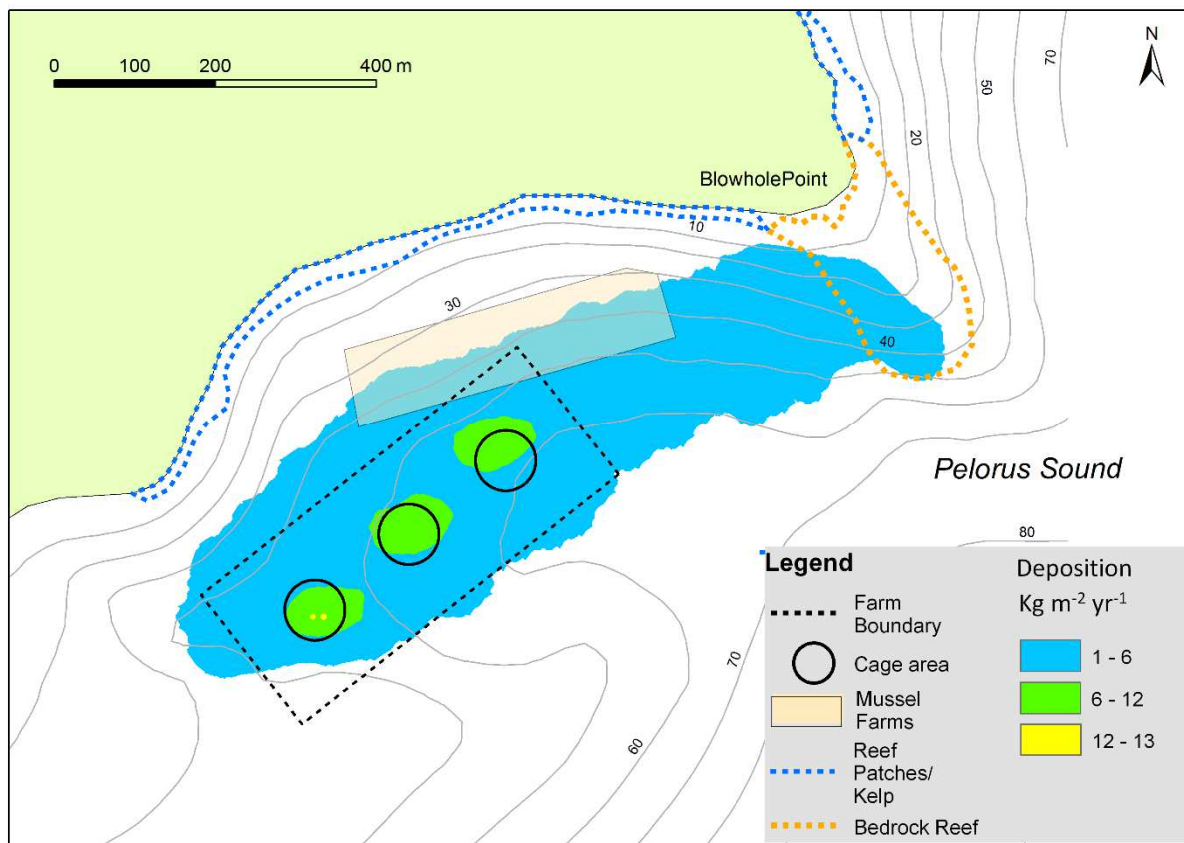 0 100 200 400 m
N
70
50
20
BlowholePoint
10
30
40
Pelorus Sound
80
70
60
Legend
Farm
Boundary
Cage area
Mussel
Farms
Reef
Patches/
Kelp
Bedrock Reef
Deposition
Kg m⁻² yr⁻¹
1 - 6
6 - 12
12 - 13